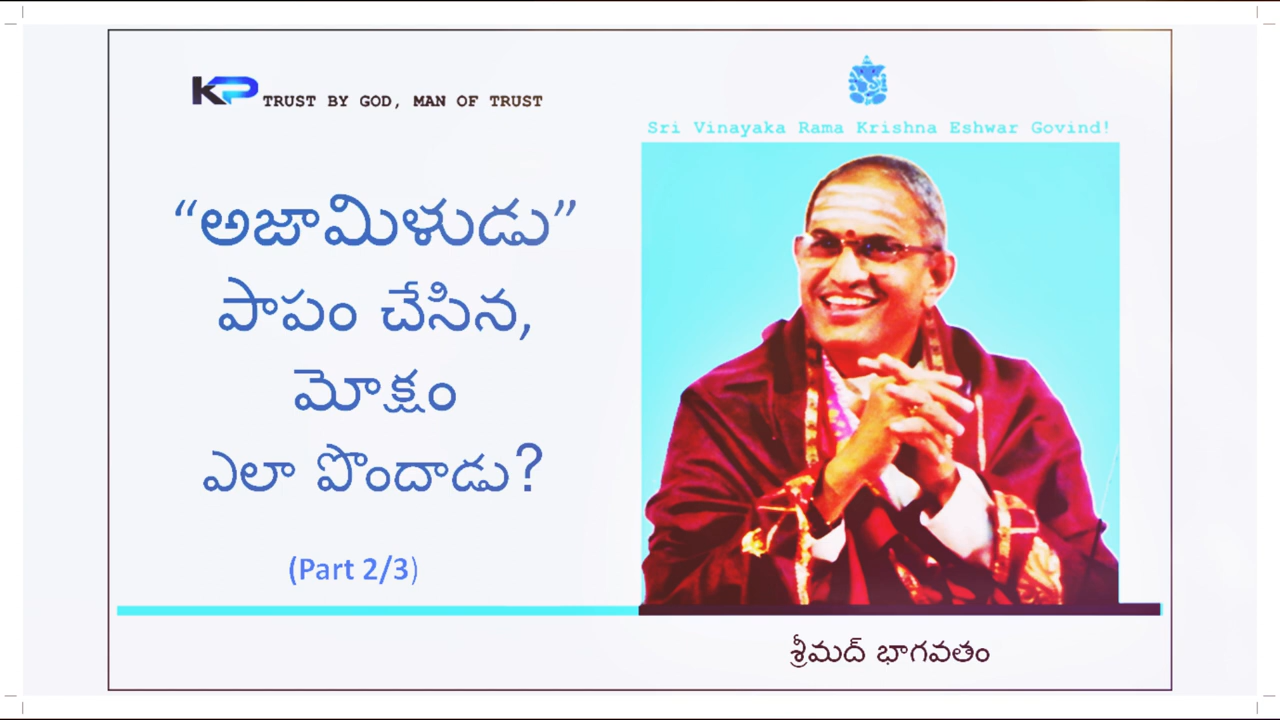 KP TRUST BY GOD, MAN OF TRUST
Sri Vinayaka Rama Krishna Eshwar Govind!
“అజామిళుడు”
పాపం చేసిన,
మోక్షం
ఎలా పొందాడు?
(Part 2/3)
శ్రీమద్ భాగవతం